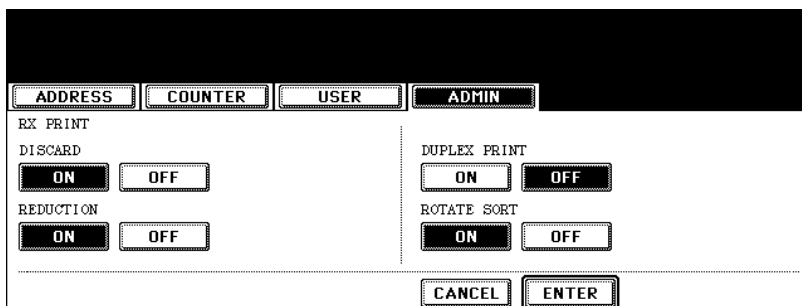 ADDRESS COUNTER USER ADMIN
RX PRINT
DISCARD DUPLEX PRINT
ON OFF ON OFF
REDUCTION ROTATE SORT
ON OFF ON OFF
CANCEL ENTER